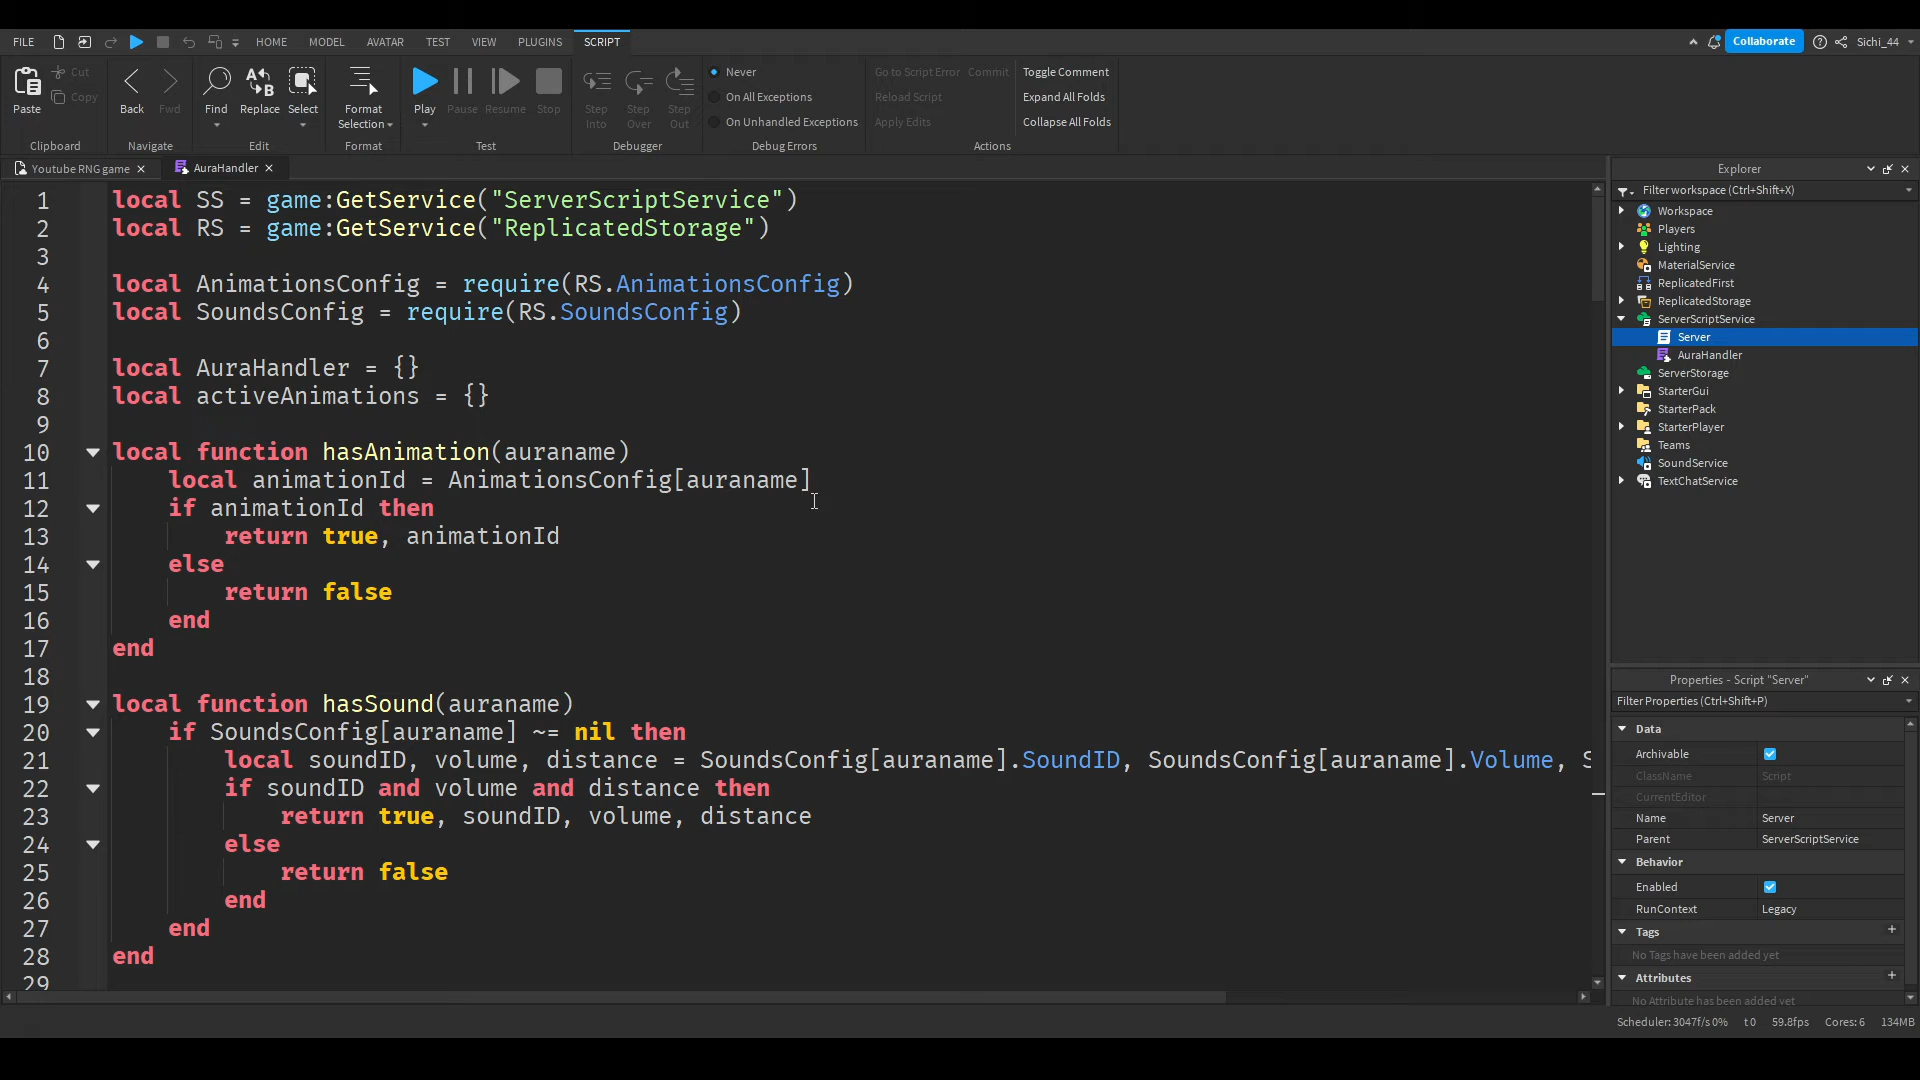 FILE HOME MODEL AVATAR TEST VIEW PLUGINS SCRIPT Collaborate Sichi_44
Paste Cut Copy Back Fwd Find Replace Select Format Selection Play Pause Resume Stop Step Into Step Over Step Out
Never
On All Exceptions
On Unhandled Exceptions
Go to Script Error Commit
Reload Script
Apply Edits
Toggle Comment
Expand All Folds
Collapse All Folds
Clipboard Navigate Edit Format Test Debugger Debug Errors Actions
Youtube RNG game AuraHandler
1 local SS = game:GetService("ServerScriptService")
2 local RS = game:GetService("ReplicatedStorage")
3
4 local AnimationsConfig = require(RS.AnimationsConfig)
5 local SoundsConfig = require(RS.SoundsConfig)
6
7 local AuraHandler = {}
8 local activeAnimations = {}
9
10 local function hasAnimation(auraname)
11 local animationId = AnimationsConfig[auraname]
12 if animationId then
13 return true, animationId
14 else
15 return false
16 end
17 end
18
19 local function hasSound(auraname)
20 if SoundsConfig[auraname] ~= nil then
21 local soundID, volume, distance = SoundsConfig[auraname].SoundID, SoundsConfig[auraname].Volume, S
22 if soundID and volume and distance then
23 return true, soundID, volume, distance
24 else
25 return false
26 end
27 end
28 end
29
Explorer
Filter workspace (Ctrl+Shift+X)
Workspace
Players
Lighting
MaterialService
ReplicatedFirst
ReplicatedStorage
ServerScriptService
Server
AuraHandler
ServerStorage
StarterGui
StarterPack
StarterPlayer
Teams
SoundService
TextChatService
Properties - Script "Server"
Filter Properties (Ctrl+Shift+P)
Data
Archivable
ClassName Script
CurrentEditor
Name Server
Parent ServerScriptService
Behavior
Enabled
RunContext Legacy
Tags +
No Tags have been added yet
Attributes +
No Attribute has been added yet
Scheduler: 3047f/s 0% t 0 59.8fps Cores: 6 134MB